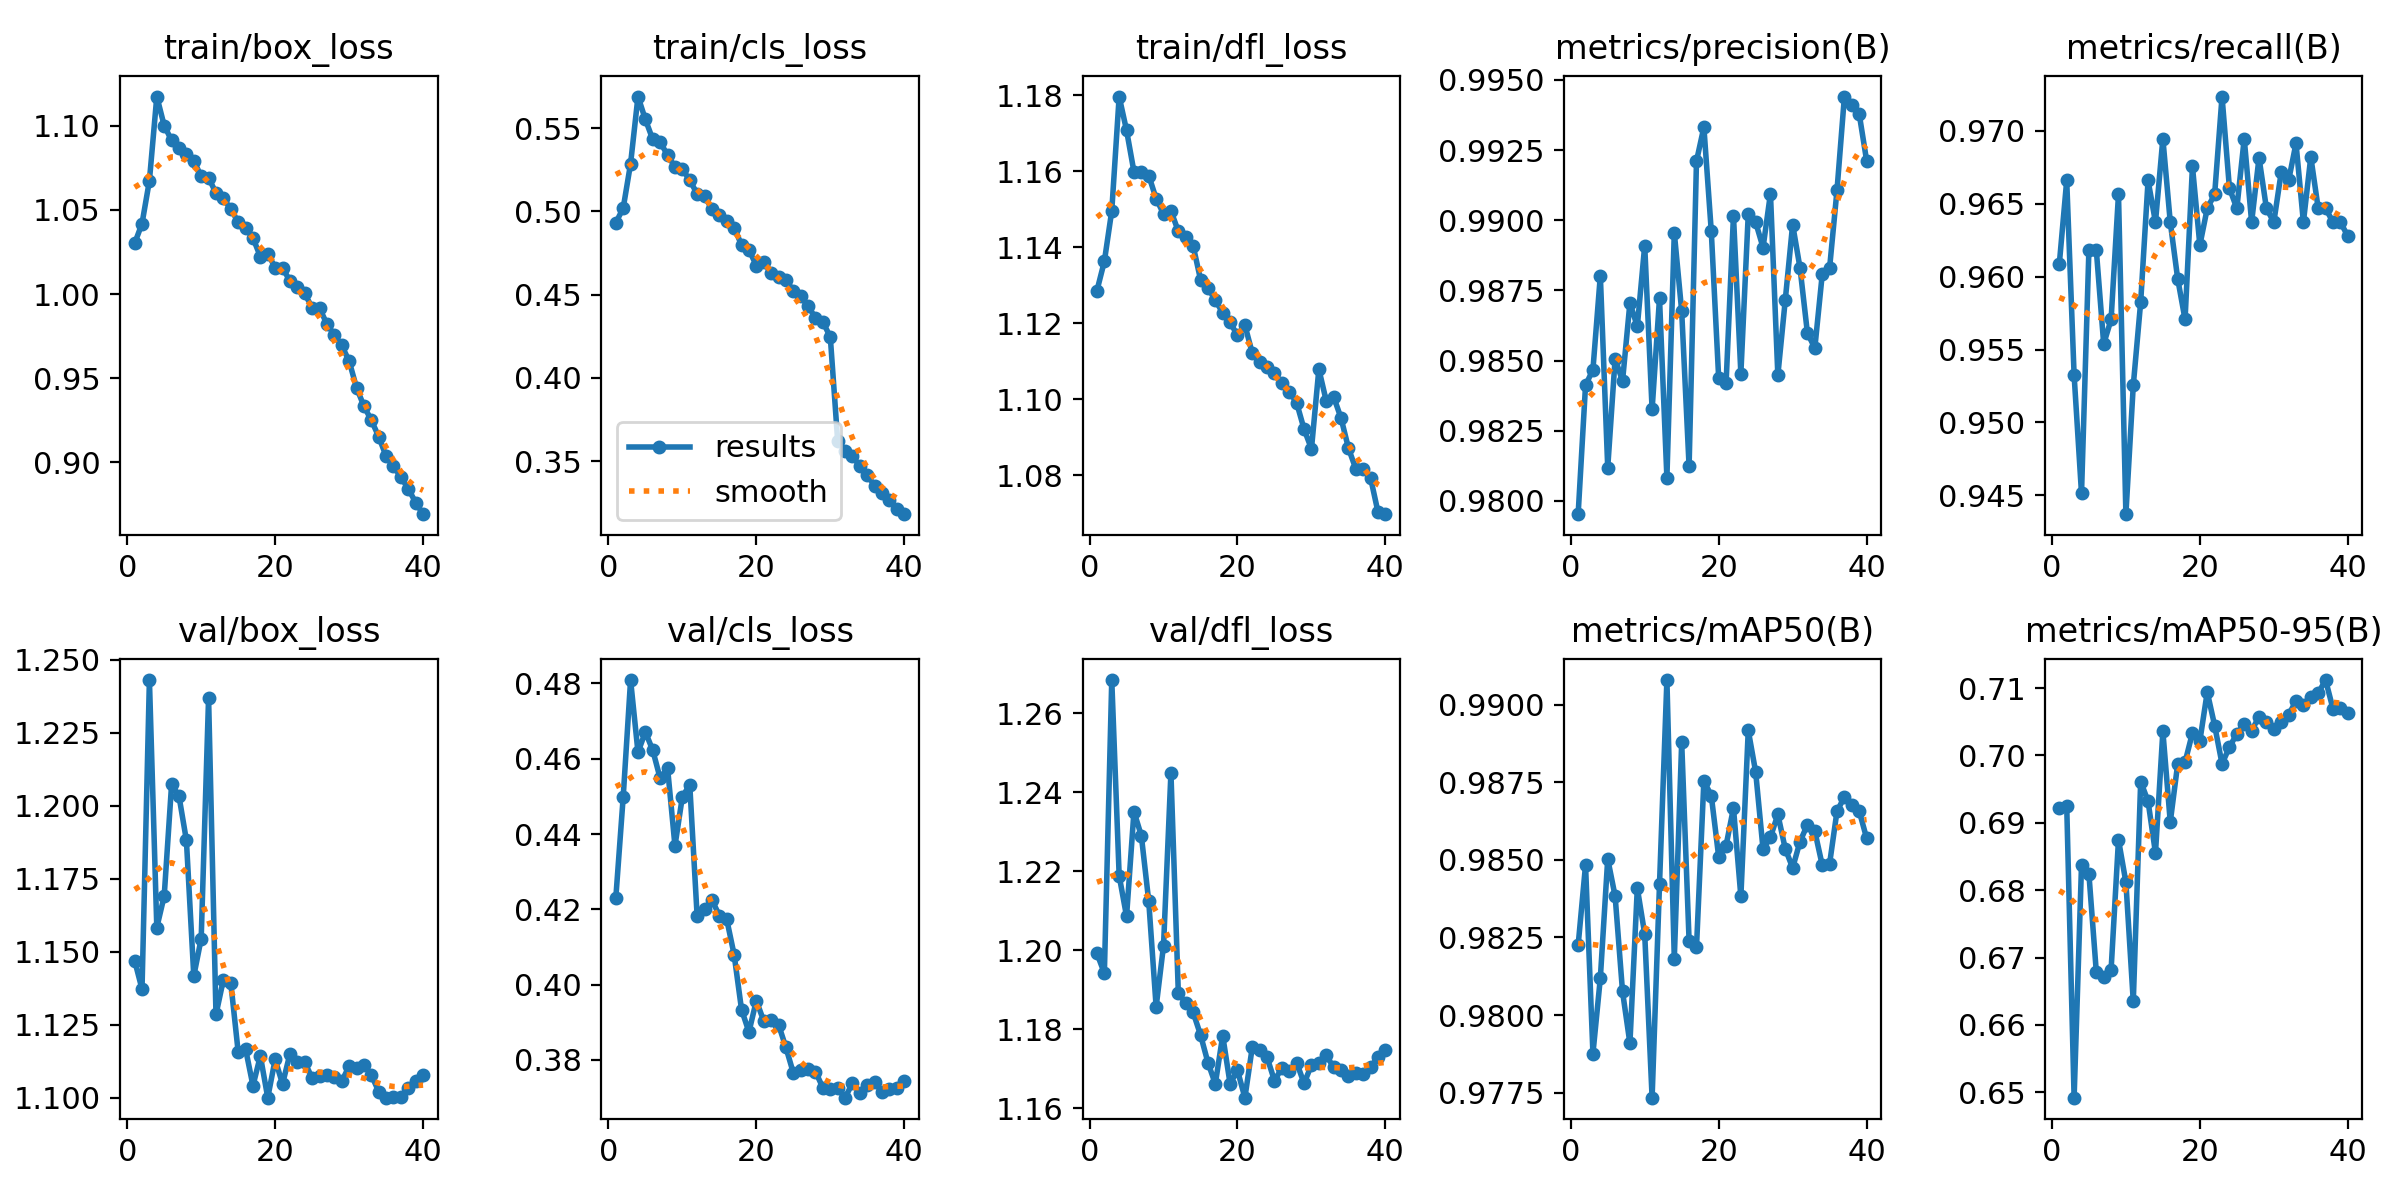 train/box_loss
1.10
1.05
1.00
0.95
0.90
0 20 40
train/cls_loss
0.55
0.50
0.45
0.40
0.35
results
smooth
0 20 40
train/dfl_loss
1.18
1.16
1.14
1.12
1.10
1.08
0 20 40
metrics/precision(B)
0.9950
0.9925
0.9900
0.9875
0.9850
0.9825
0.9800
0 20 40
metrics/recall(B)
0.970
0.965
0.960
0.955
0.950
0.945
0 20 40
val/box_loss
1.250
1.225
1.200
1.175
1.150
1.125
1.100
0 20 40
val/cls_loss
0.48
0.46
0.44
0.42
0.40
0.38
0 20 40
val/dfl_loss
1.26
1.24
1.22
1.20
1.18
1.16
0 20 40
metrics/mAP50(B)
0.9900
0.9875
0.9850
0.9825
0.9800
0.9775
0 20 40
metrics/mAP50-95(B)
0.71
0.70
0.69
0.68
0.67
0.66
0.65
0 20 40